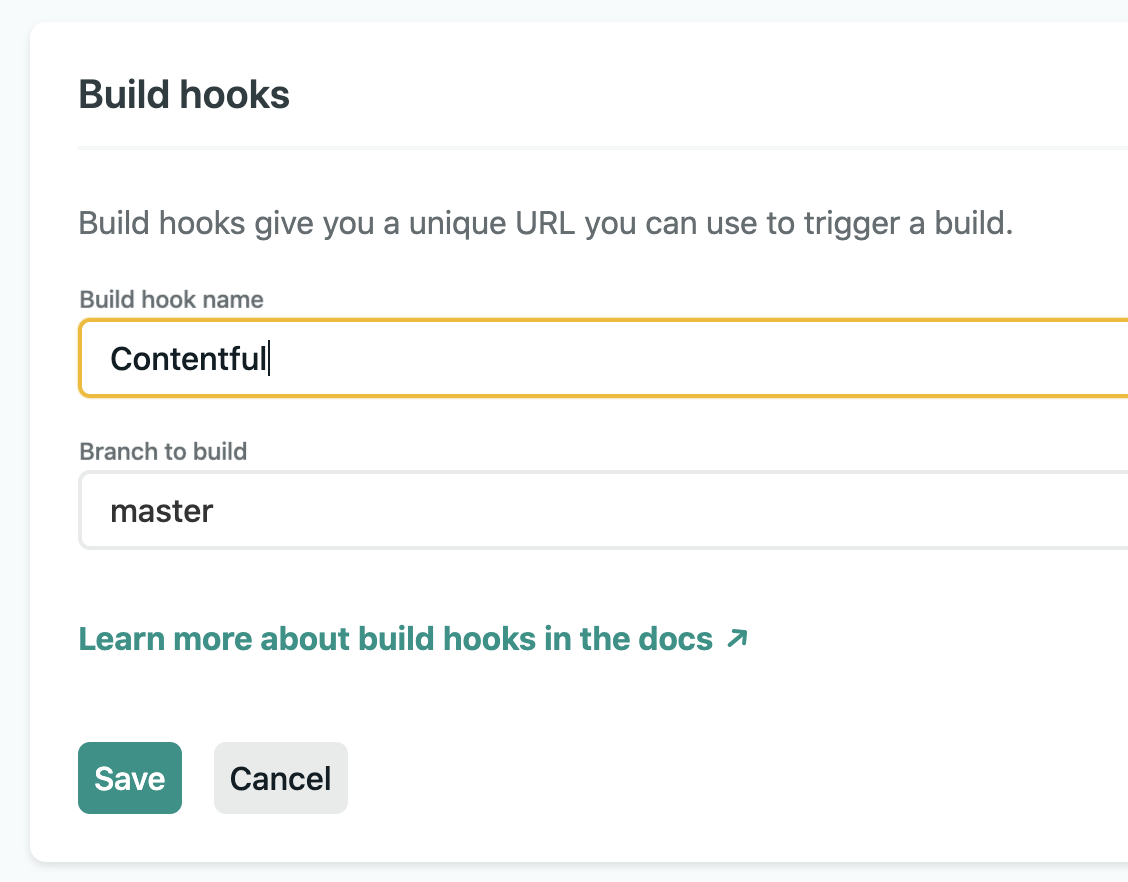 Build hooks
Build hooks give you a unique URL you can use to trigger a build.
Build hook name
Contentful
Branch to build
master
Learn more about build hooks in the docs ↗
Save
Cancel